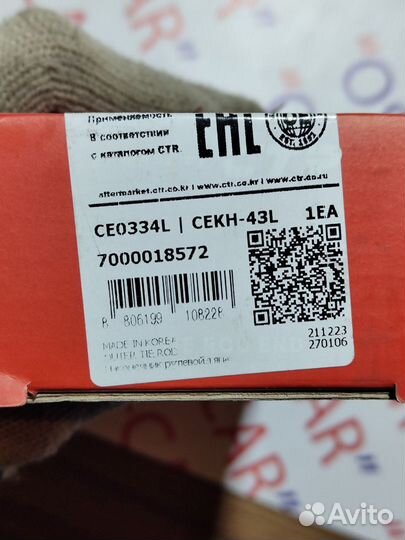 Применяемость
в соответствии
с каталогом CTR.
EAC
aftermarket.ctr.co.kr | www.ctr.co.kr | www.ctr.co.ru
CE0334L | CEKH-43L 1EA
7000018572
8 806199 108228
211223
270106
MADE IN KOREA
OUTER, TIE ROD
Наконечник рулевой тяги
Avito